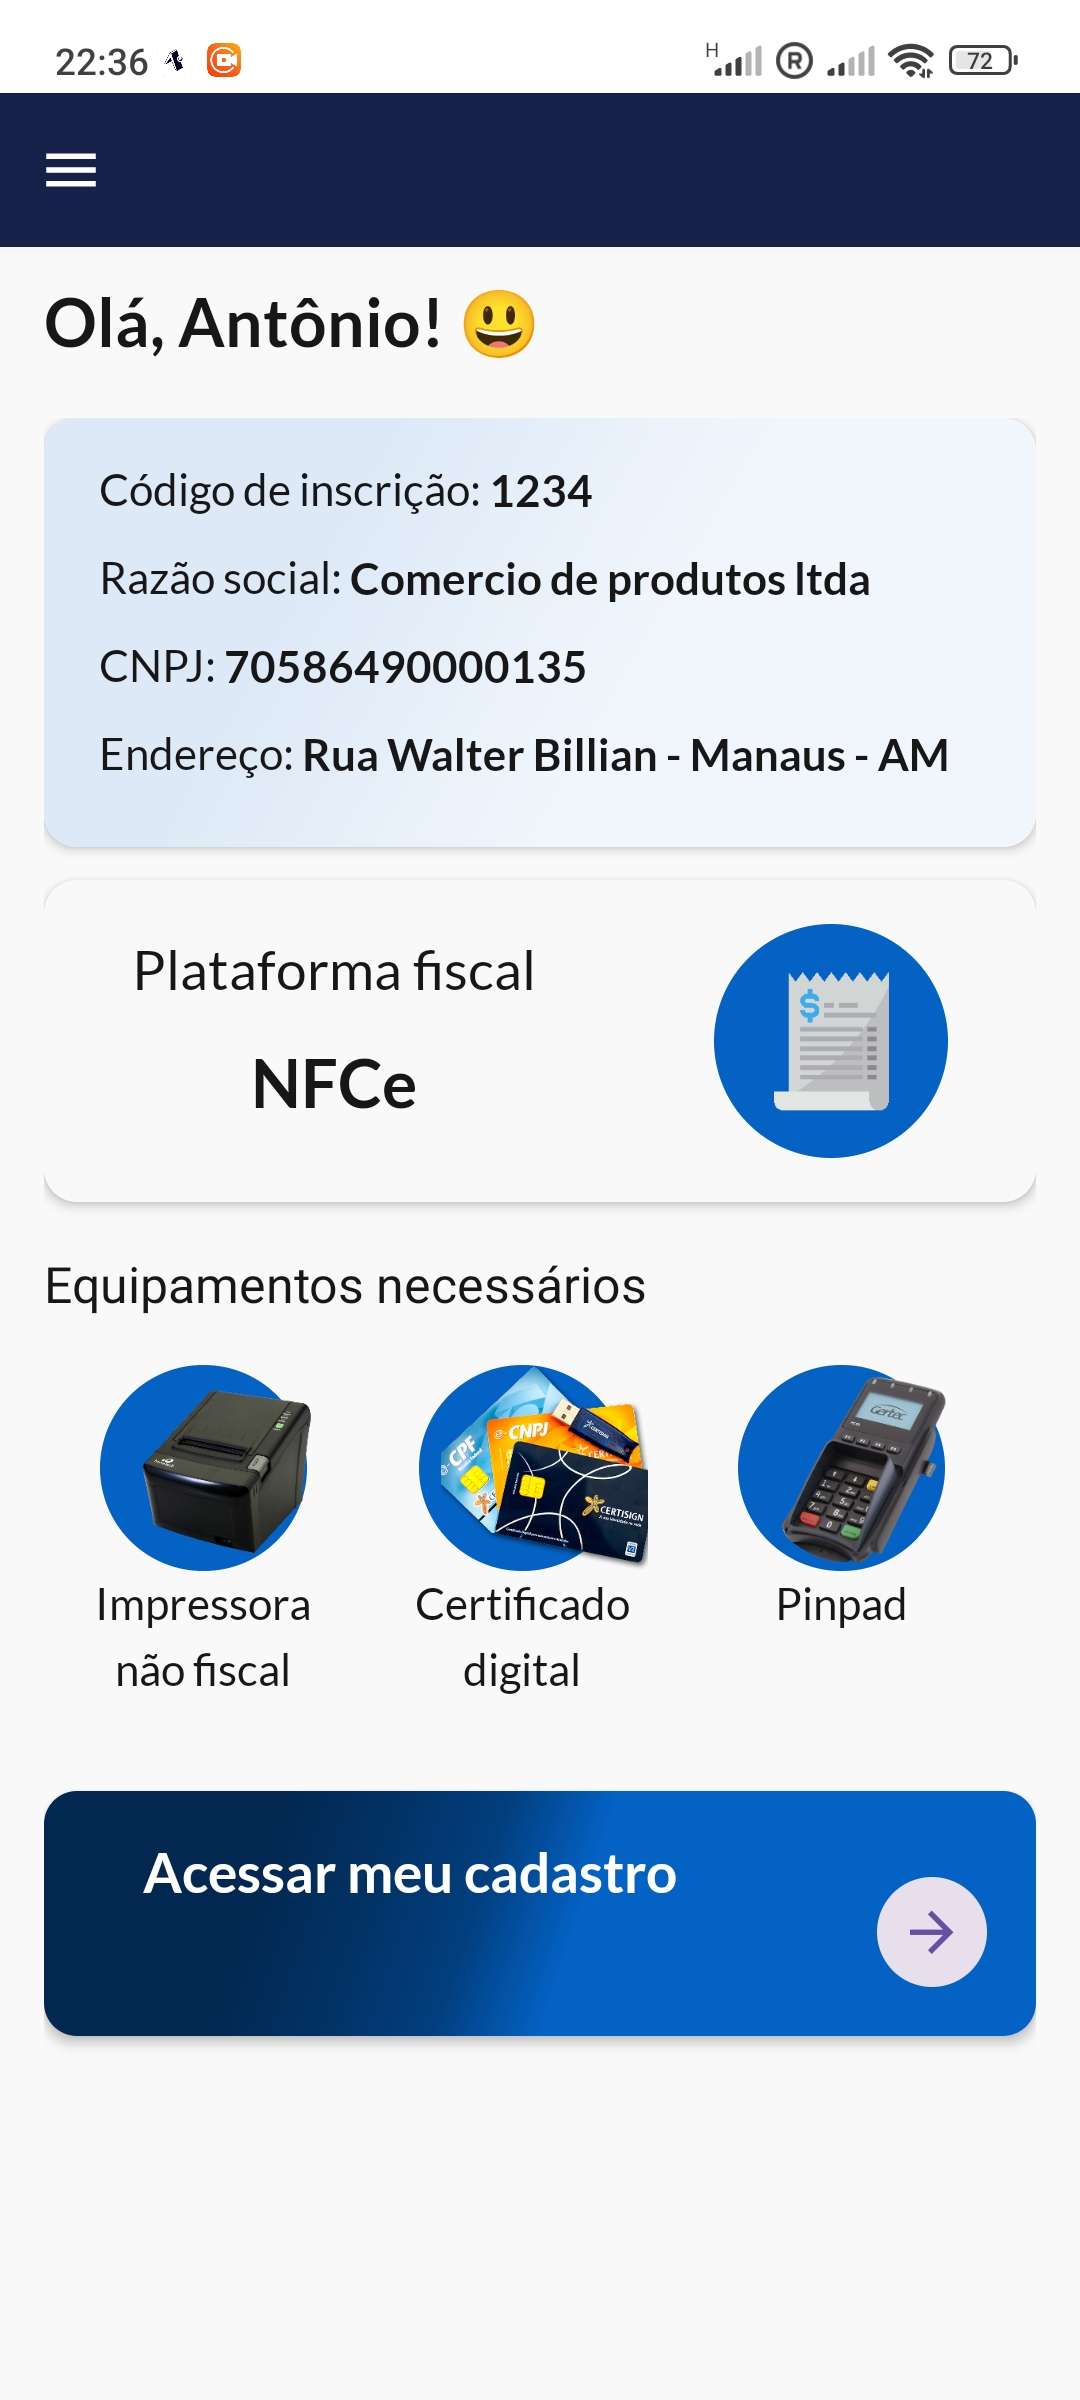 22:36
H
R
72
Olá, Antônio! 😃
Código de inscrição: 1234
Razão social: Comercio de produtos ltda
CNPJ: 70586490000135
Endereço: Rua Walter Billian - Manaus - AM
Plataforma fiscal
NFCe
$
Equipamentos necessários
e-CPF
e-CNPJ
CERTISIGN
Gertec
Impressora
não fiscal
Certificado
digital
Pinpad
Acessar meu cadastro